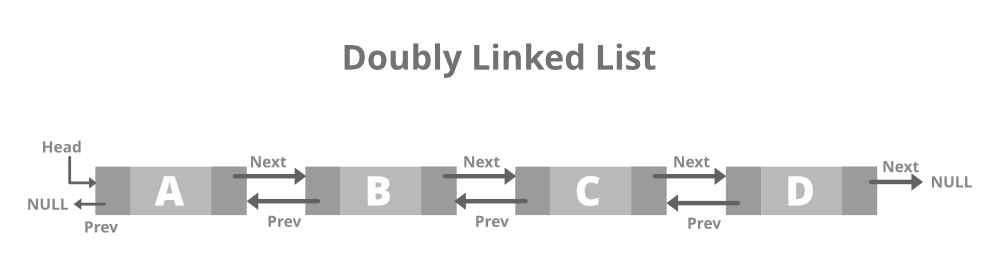 Doubly Linked List
Head
Next
Next
Next
Next
A
B
C
D
NULL
NULL
Prev
Prev
Prev
Prev